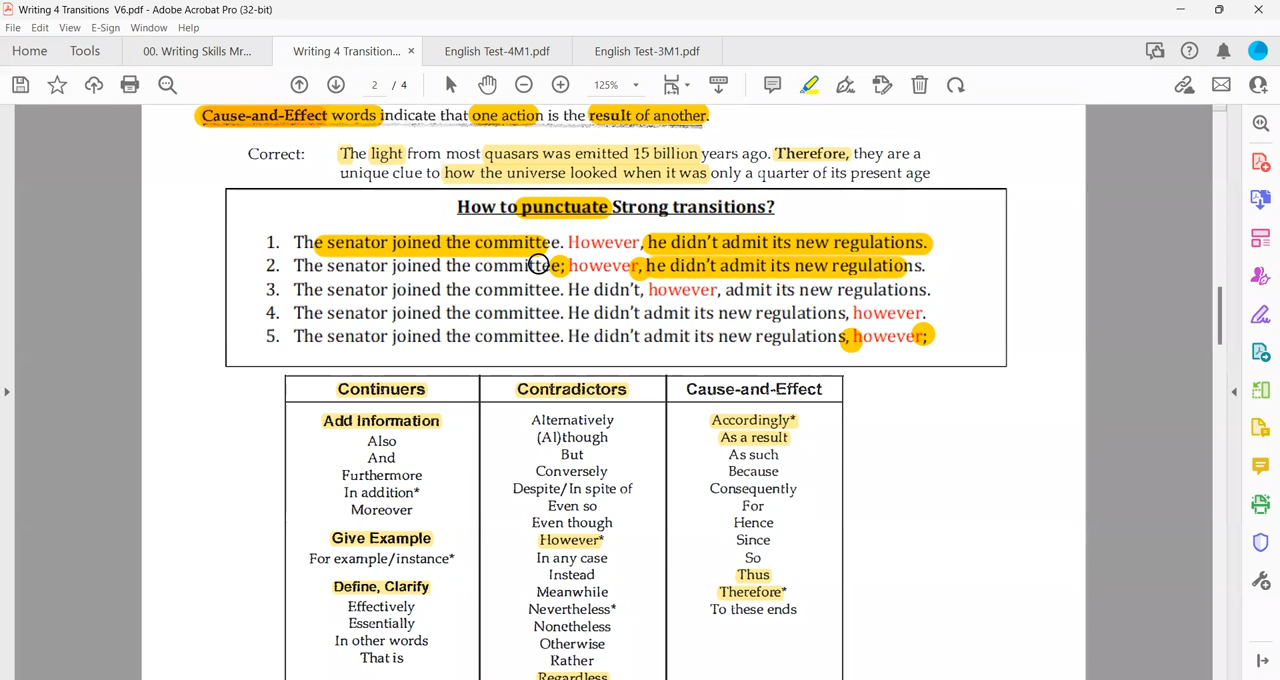 Writing 4 Transitions  V6.pdf - Adobe Acrobat Pro (32-bit)
File Edit View E-Sign Window Help
Home Tools 00. Writing Skills Mr... Writing 4 Transition... × English Test-4M1.pdf English Test-3M1.pdf
2 / 4 125%
Cause-and-Effect words indicate that one action is the result of another.
Correct: The light from most quasars was emitted 15 billion years ago. Therefore, they are a
unique clue to how the universe looked when it was only a quarter of its present age
How to punctuate Strong transitions?
1. The senator joined the committee. However, he didn't admit its new regulations.
2. The senator joined the committee; however, he didn't admit its new regulations.
3. The senator joined the committee. He didn't, however, admit its new regulations.
4. The senator joined the committee. He didn't admit its new regulations, however.
5. The senator joined the committee. He didn't admit its new regulations, however;
Continuers Contradictors Cause-and-Effect
Add Information
Also
And
Furthermore
In addition*
Moreover
Give Example
For example/instance*
Define, Clarify
Effectively
Essentially
In other words
That is
Alternatively
(Al)though
But
Conversely
Despite/In spite of
Even so
Even though
However*
In any case
Instead
Meanwhile
Nevertheless*
Nonetheless
Otherwise
Rather
Regardless
Accordingly*
As a result
As such
Because
Consequently
For
Hence
Since
So
Thus
Therefore*
To these ends